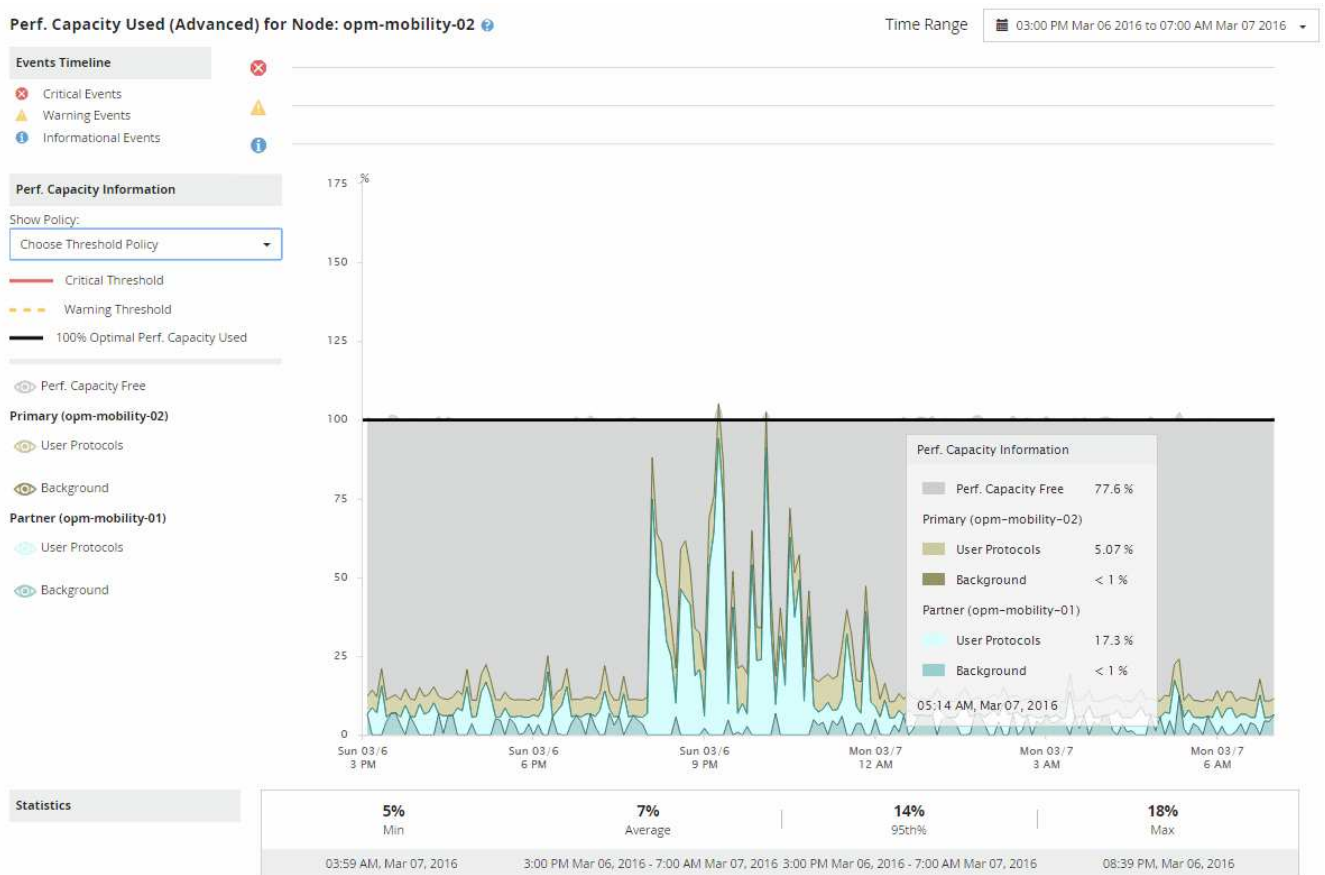 Perf. Capacity Used (Advanced) for Node: opm-mobility-02 ?
Time Range 03:00 PM Mar 06 2016 to 07:00 AM Mar 07 2016
Events Timeline
Critical Events
Warning Events
Informational Events
Perf. Capacity Information
Show Policy:
Choose Threshold Policy
Critical Threshold
Warning Threshold
100% Optimal Perf. Capacity Used
Perf. Capacity Free
Primary (opm-mobility-02)
User Protocols
Background
Partner (opm-mobility-01)
User Protocols
Background
175 %
150
125
100
75
50
25
0
Sun 03/6 Sun 03/6 Sun 03/6 Mon 03/7 Mon 03/7 Mon 03/7
3 PM 6 PM 9 PM 12 AM 3 AM 6 AM
Perf. Capacity Information
Perf. Capacity Free 77.6 %
Primary (opm-mobility-02)
User Protocols 5.07 %
Background < 1 %
Partner (opm-mobility-01)
User Protocols 17.3 %
Background < 1 %
05:14 AM, Mar 07, 2016
Statistics
5% 7% 14% 18%
Min Average 95th% Max
03:59 AM, Mar 07, 2016 3:00 PM Mar 06, 2016 - 7:00 AM Mar 07, 2016 3:00 PM Mar 06, 2016 - 7:00 AM Mar 07, 2016 08:39 PM, Mar 06, 2016